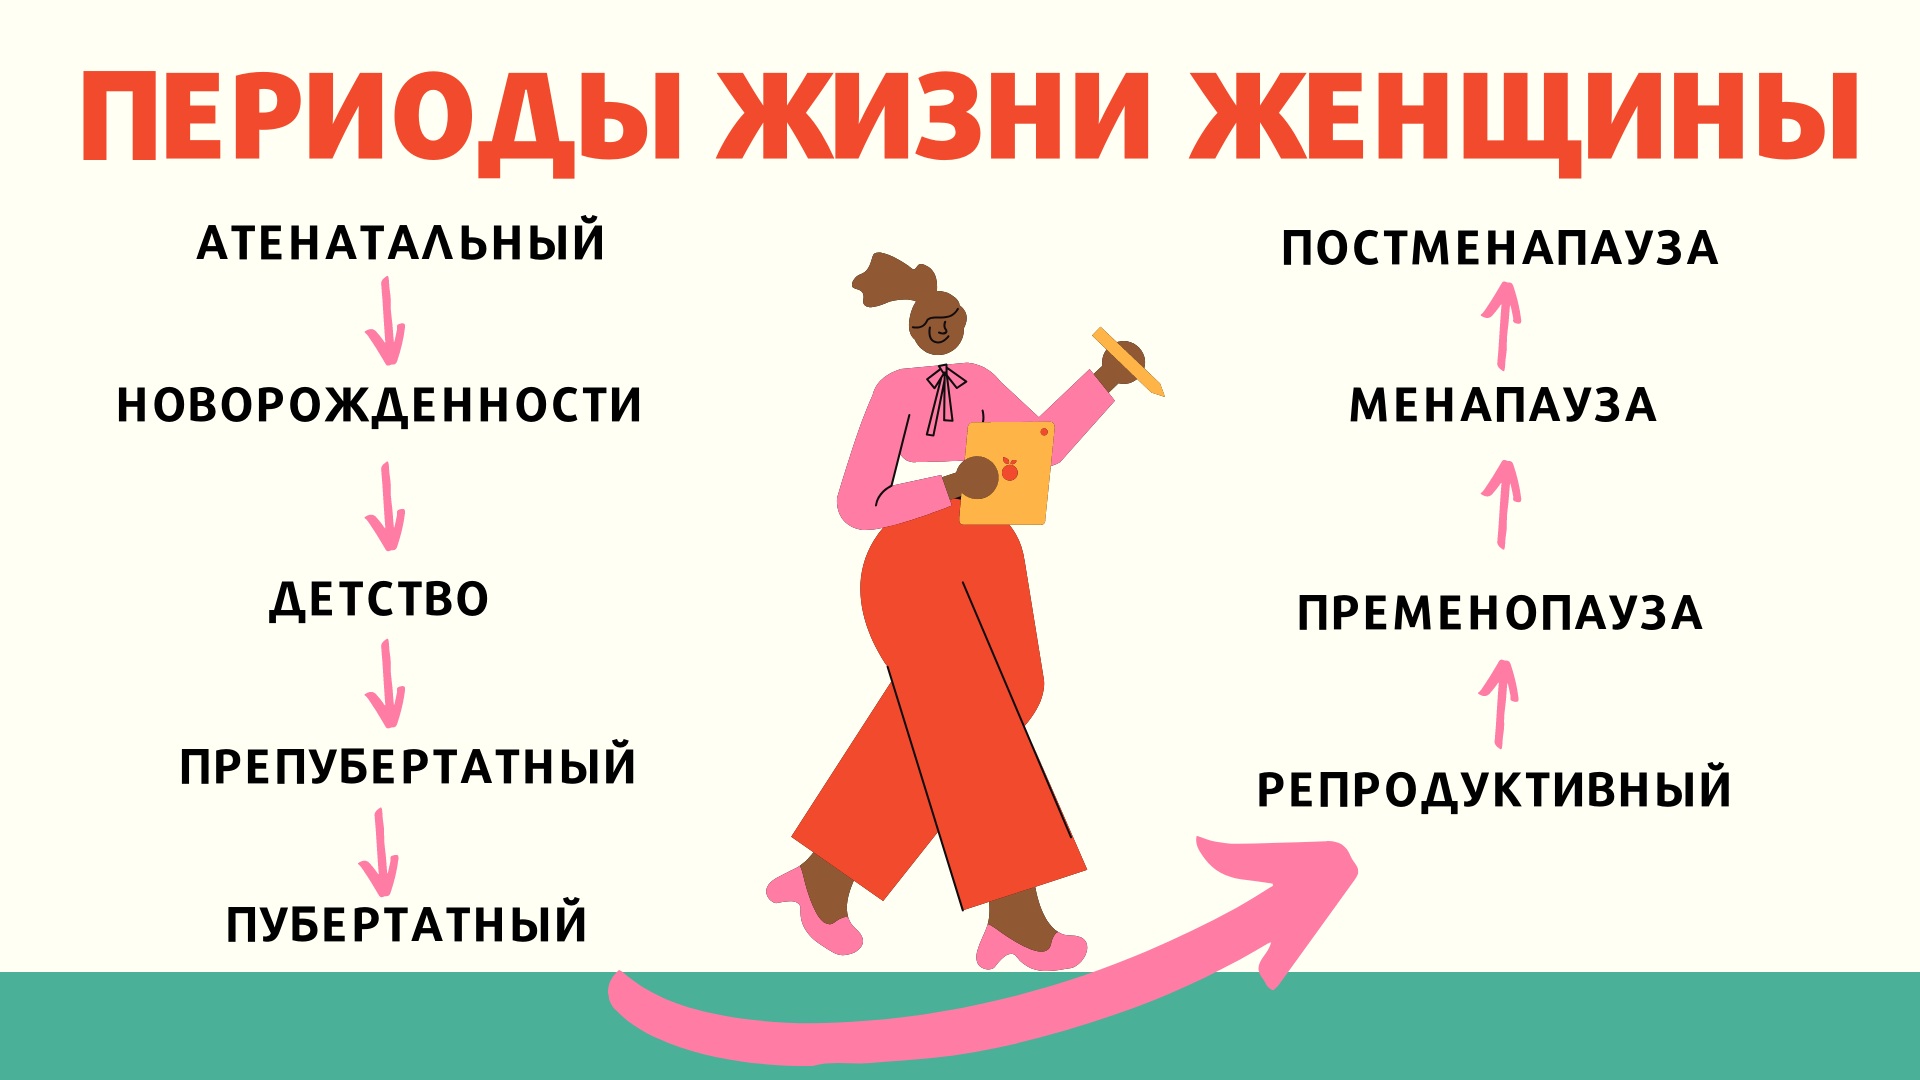 ПЕРИОДЫ ЖИЗНИ ЖЕНЩИНЫ
АТЕНАТАЛЬНЫЙ
НОВОРОЖДЕННОСТИ
ДЕТСТВО
ПРЕПУБЕРТАТНЫЙ
ПУБЕРТАТНЫЙ
РЕПРОДУКТИВНЫЙ
ПРЕМЕНОПАУЗА
МЕНАПАУЗА
ПОСТМЕНАПАУЗА